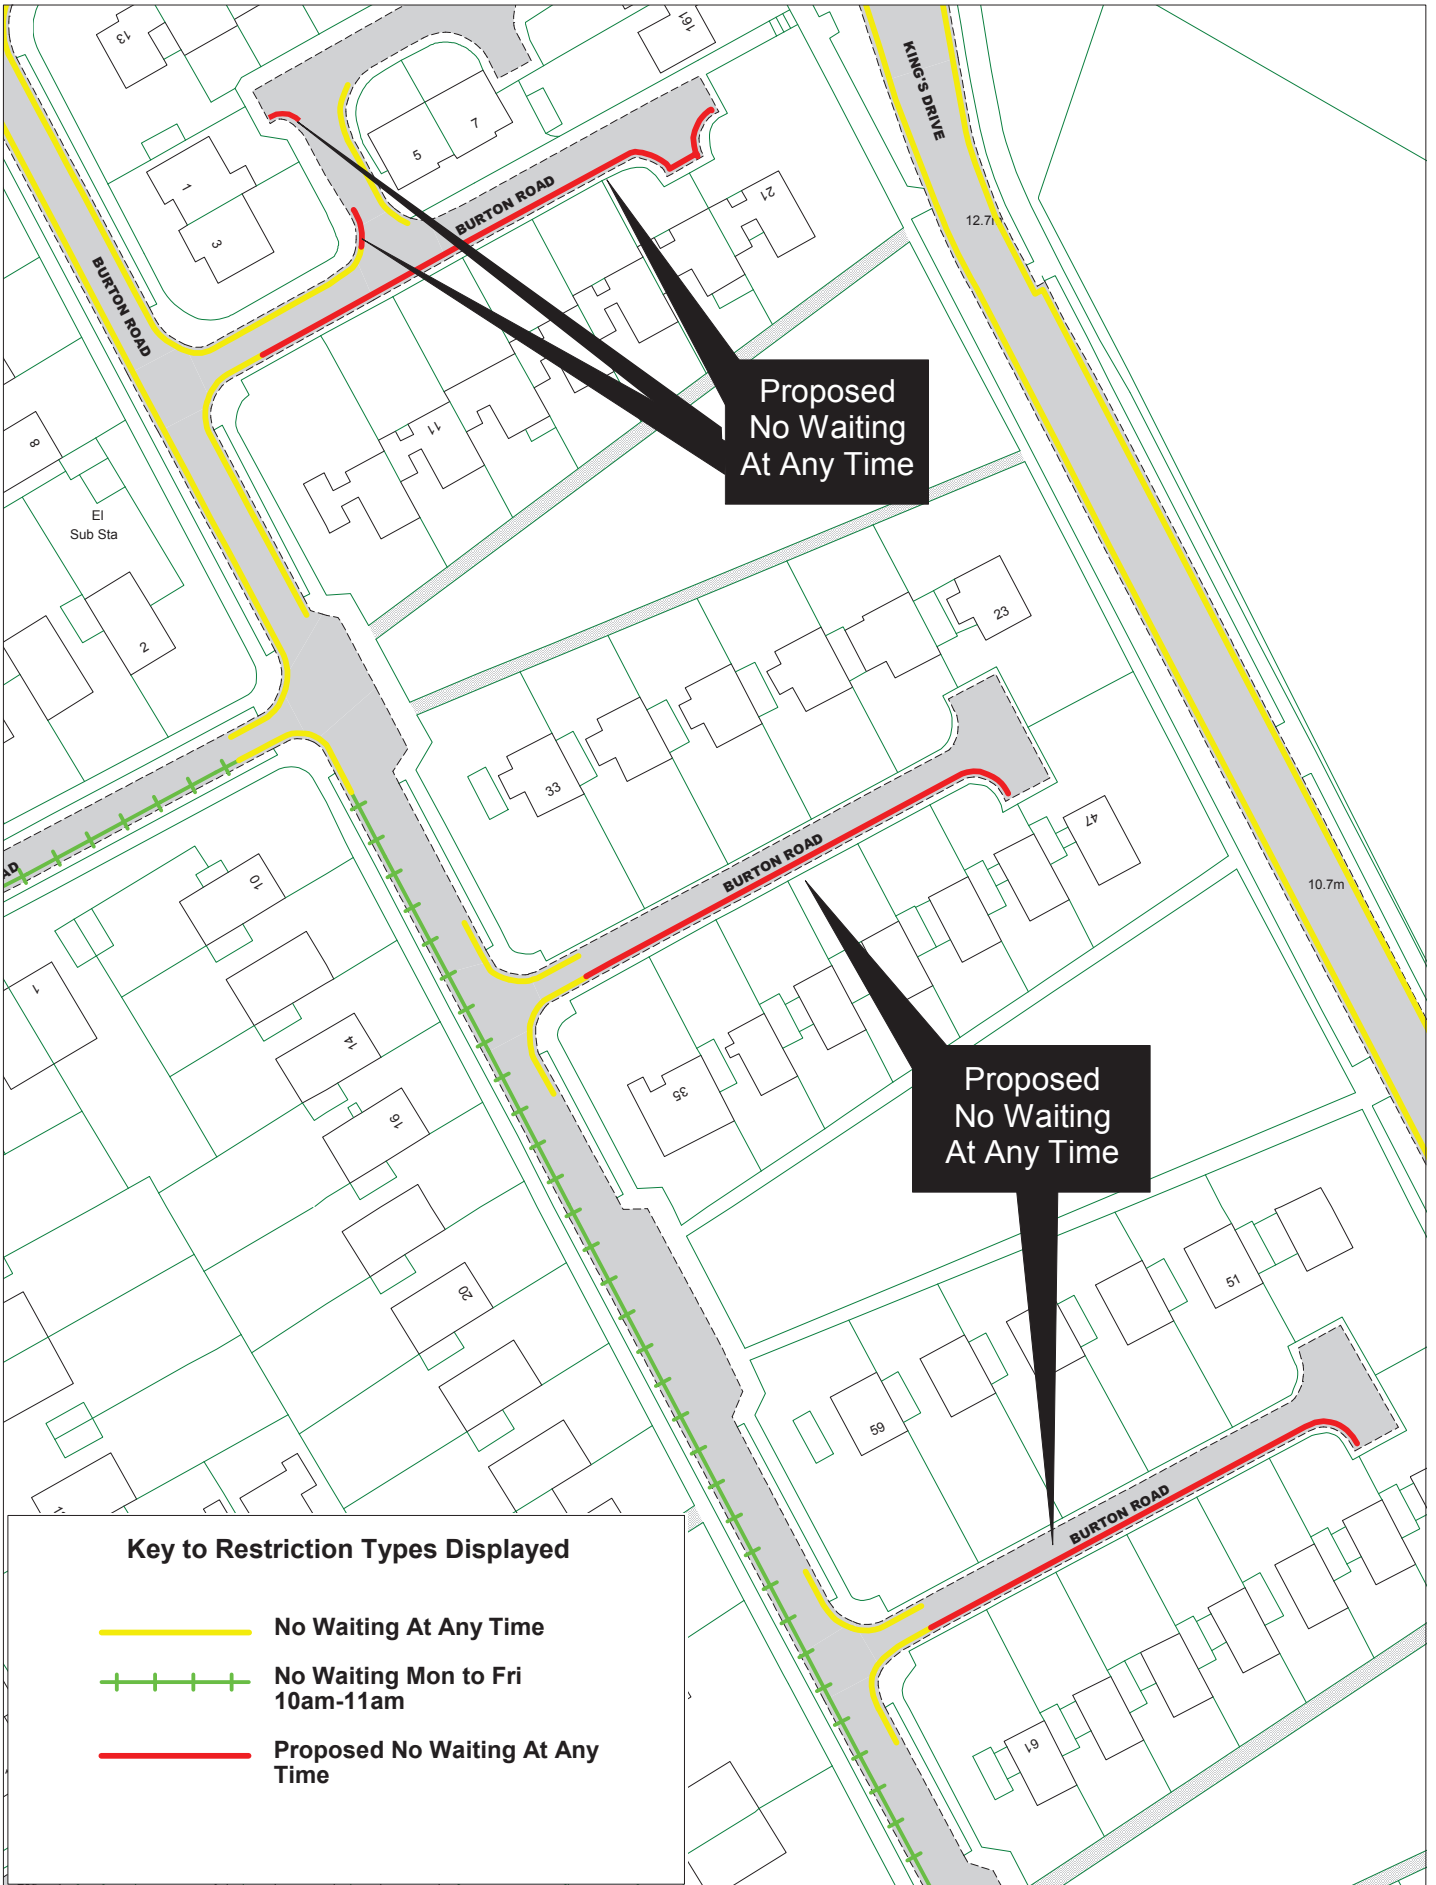 13
161
KING'S DRIVE
7
5
1
3
BURTON ROAD
21
12.7
BURTON ROAD
Proposed
No Waiting
At Any Time
11
8
El
Sub Sta
2
23
33
BURTON ROAD
47
10.7m
AD
10
1
14
16
35
Proposed
No Waiting
At Any Time
20
51
59
BURTON ROAD
61
Key to Restriction Types Displayed
No Waiting At Any Time
No Waiting Mon to Fri
10am-11am
Proposed No Waiting At Any
Time